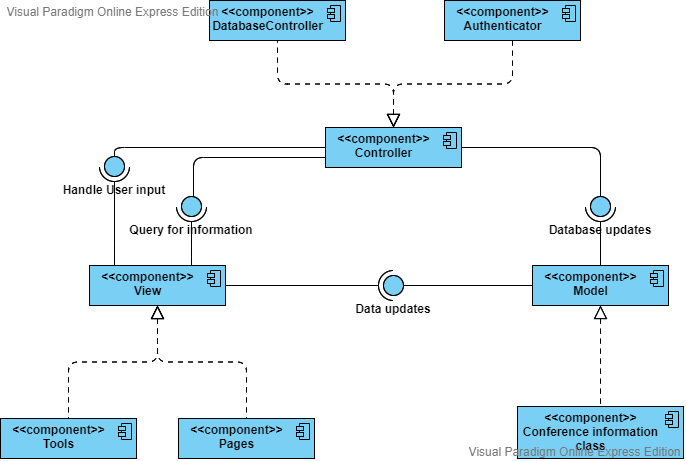 Visual Paradigm Online Express Edition
<<component>>
DatabaseController
<<component>>
Authenticator
<<component>>
Controller
Handle User input
Query for information
Database updates
<<component>>
View
<<component>>
Model
Data updates
<<component>>
Tools
<<component>>
Pages
<<component>>
Conference information
class
Visual Paradigm Online Express Edition